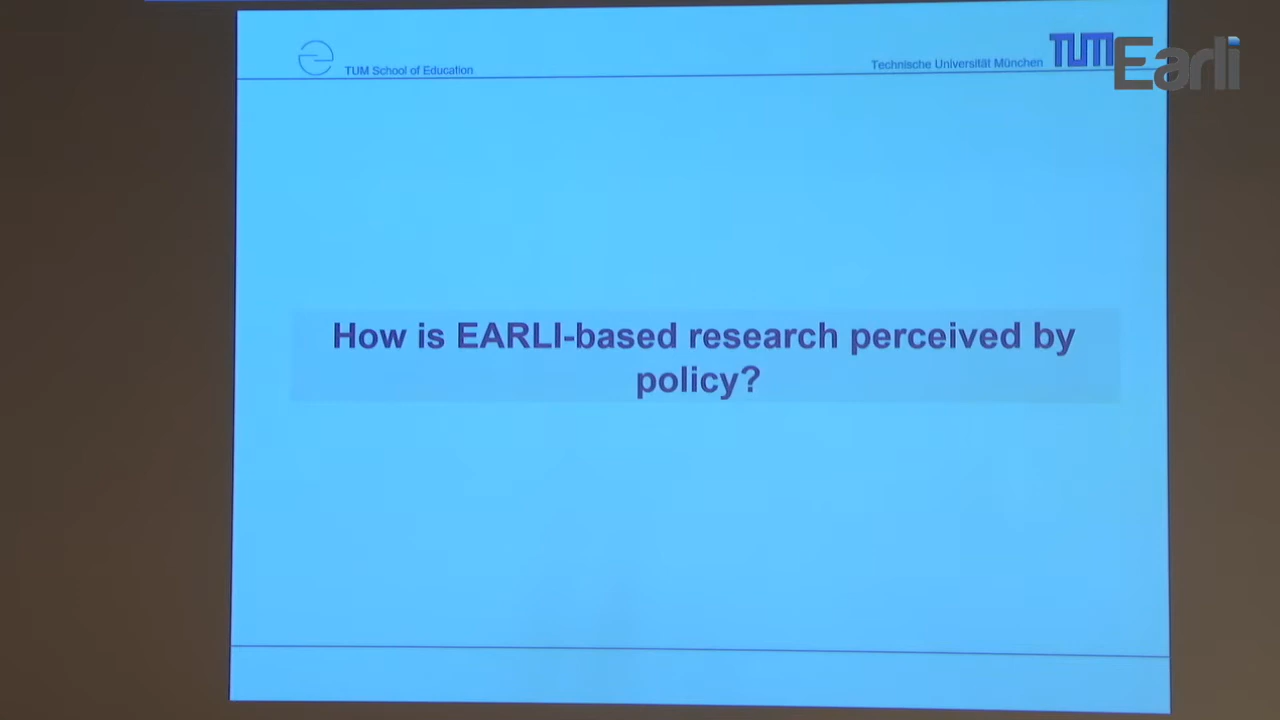 TUM School of Education
Technische Universität München
TUM
Earli
How is EARLI-based research perceived by
policy?